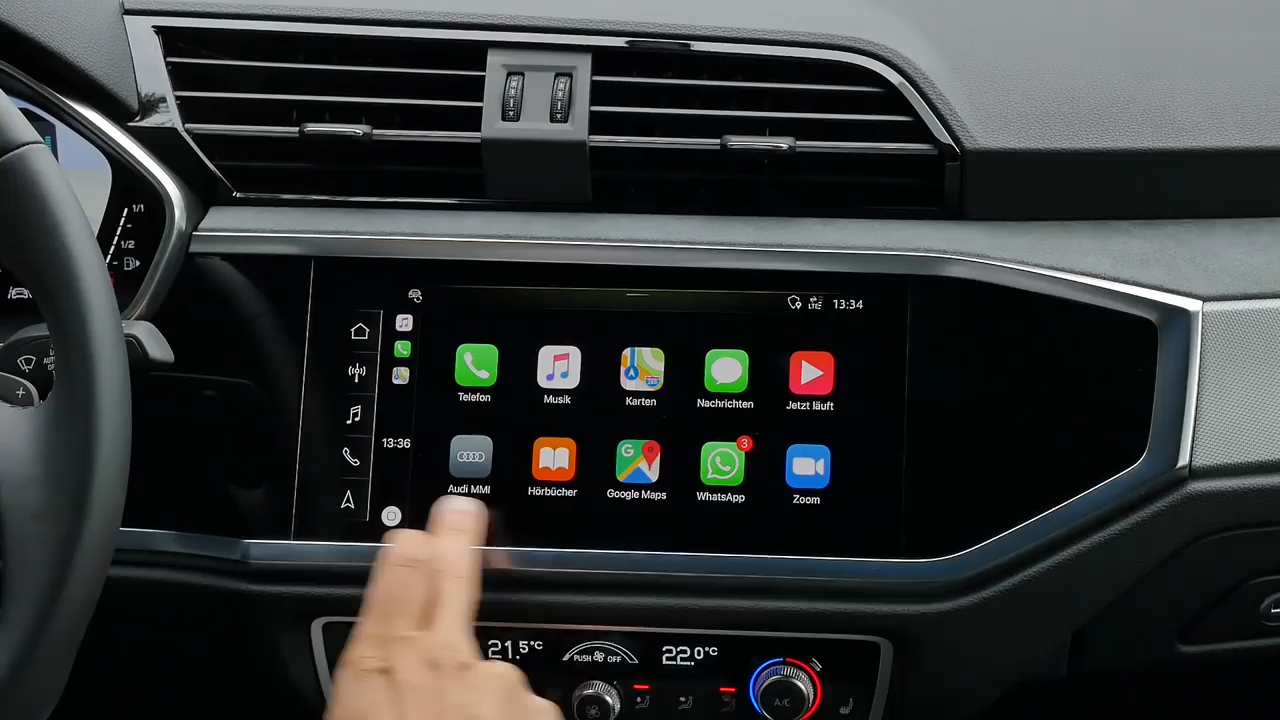 1/1
1/2
LTE
13:34
Telefon
Musik
Karten
Nachrichten
Jetzt läuft
13:36
3
Audi MMI
Hörbücher
G
Google Maps
WhatsApp
Zoom
21.5°C
PUSH
OFF
22.0°C
A/C